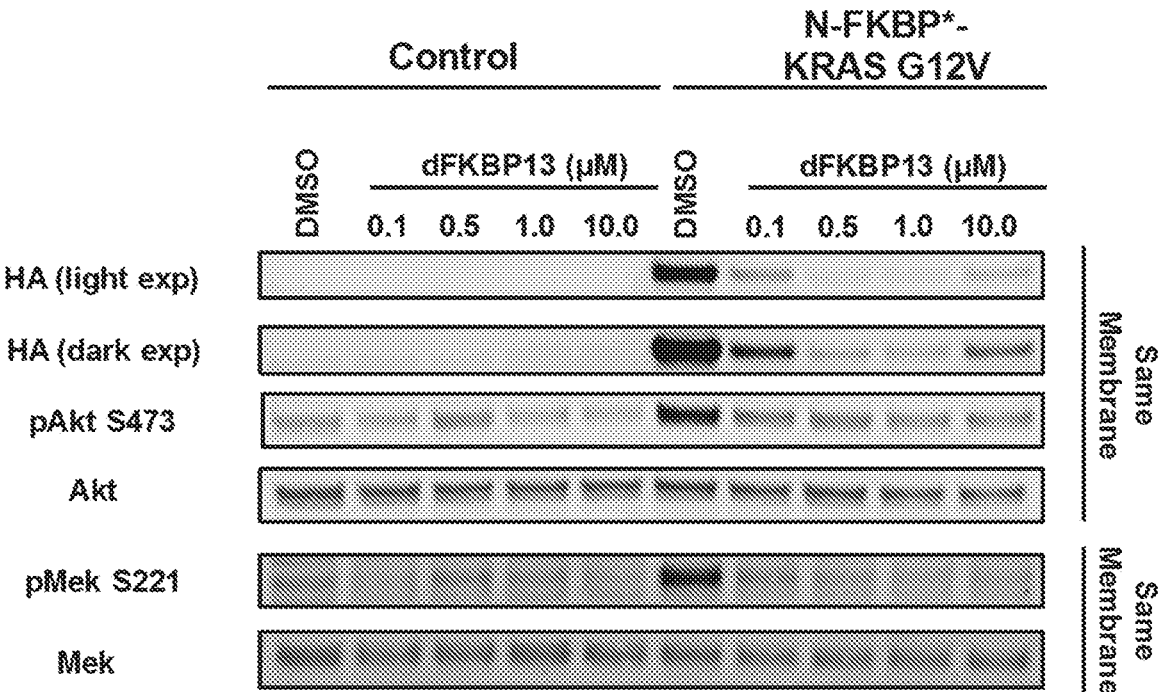 Control
N-FKBP*-
KRAS G12V
DMSO
dFKBP13 (μM)
0.1 0.5 1.0 10.0
DMSO
dFKBP13 (μM)
0.1 0.5 1.0 10.0
HA (light exp)
HA (dark exp)
pAkt S473
Akt
Same
Membrane
pMek S221
Mek
Same
Membrane